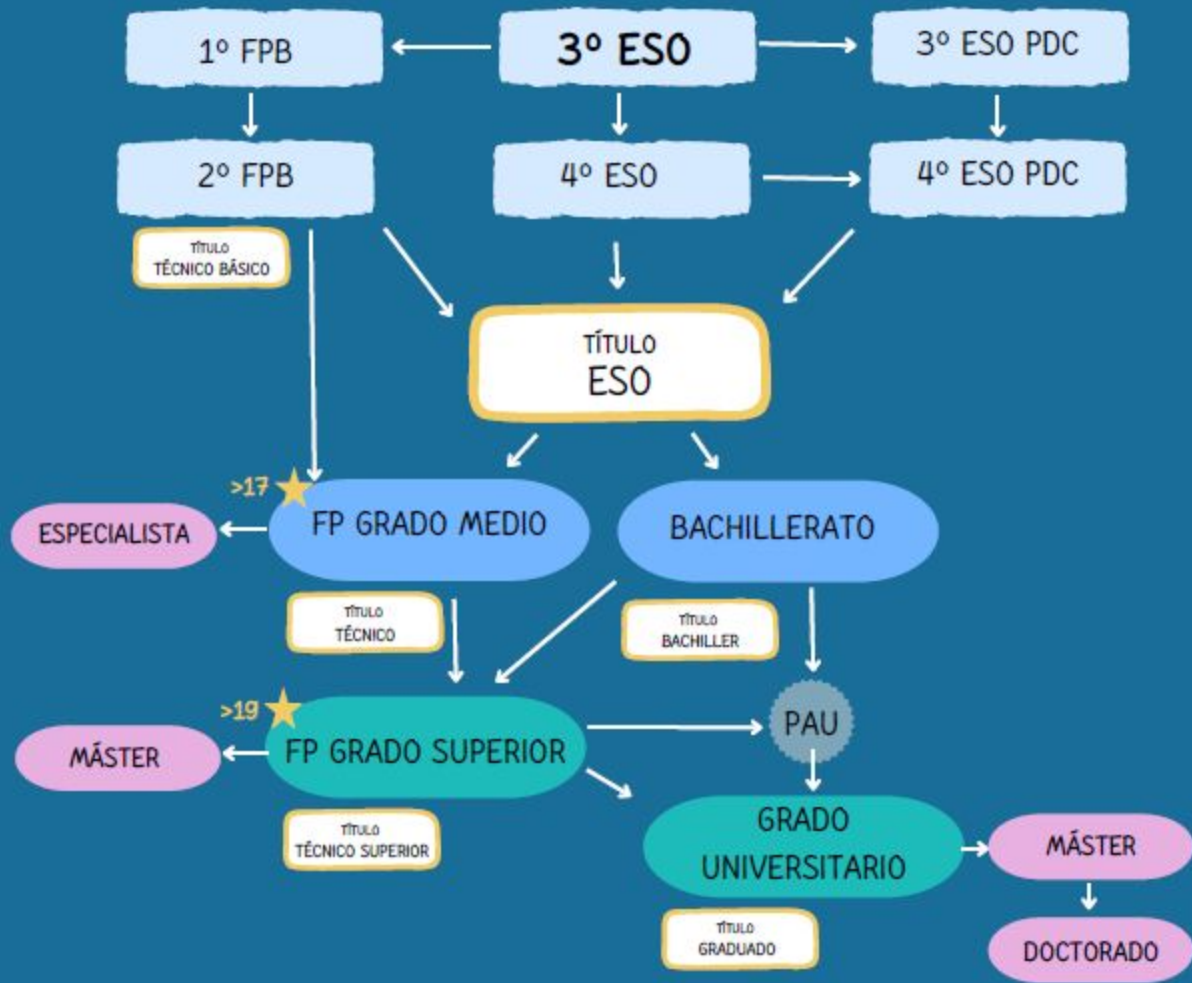 1º FPB
3º ESO
3º ESO PDC
2º FPB
4º ESO
4º ESO PDC
TÍTULO
TÉCNICO BÁSICO
TÍTULO
ESO
>17
ESPECIALISTA
FP GRADO MEDIO
BACHILLERATO
TÍTULO
TÉCNICO
TÍTULO
BACHILLER
>19
MÁSTER
FP GRADO SUPERIOR
PAU
TÍTULO
TÉCNICO SUPERIOR
GRADO
UNIVERSITARIO
MÁSTER
TÍTULO
GRADUADO
DOCTORADO